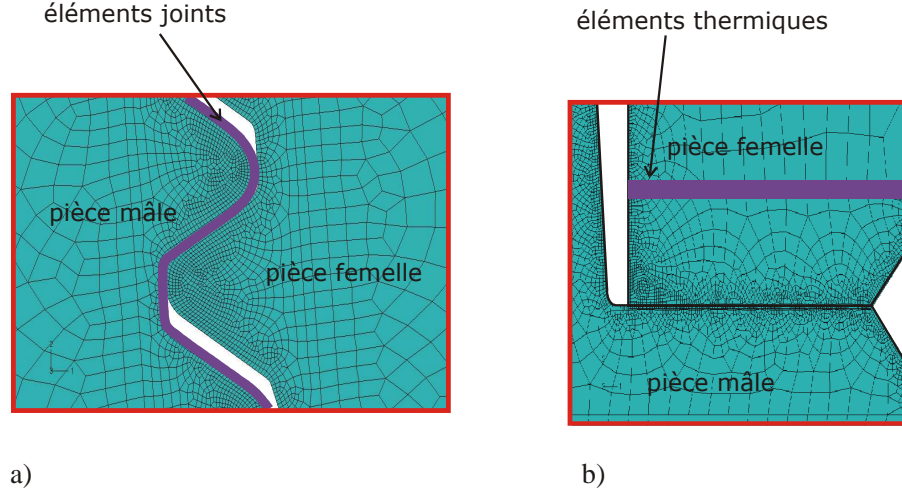 éléments joints
éléments thermiques
pièce mâle
pièce femelle
pièce femelle
pièce mâle
a)
b)